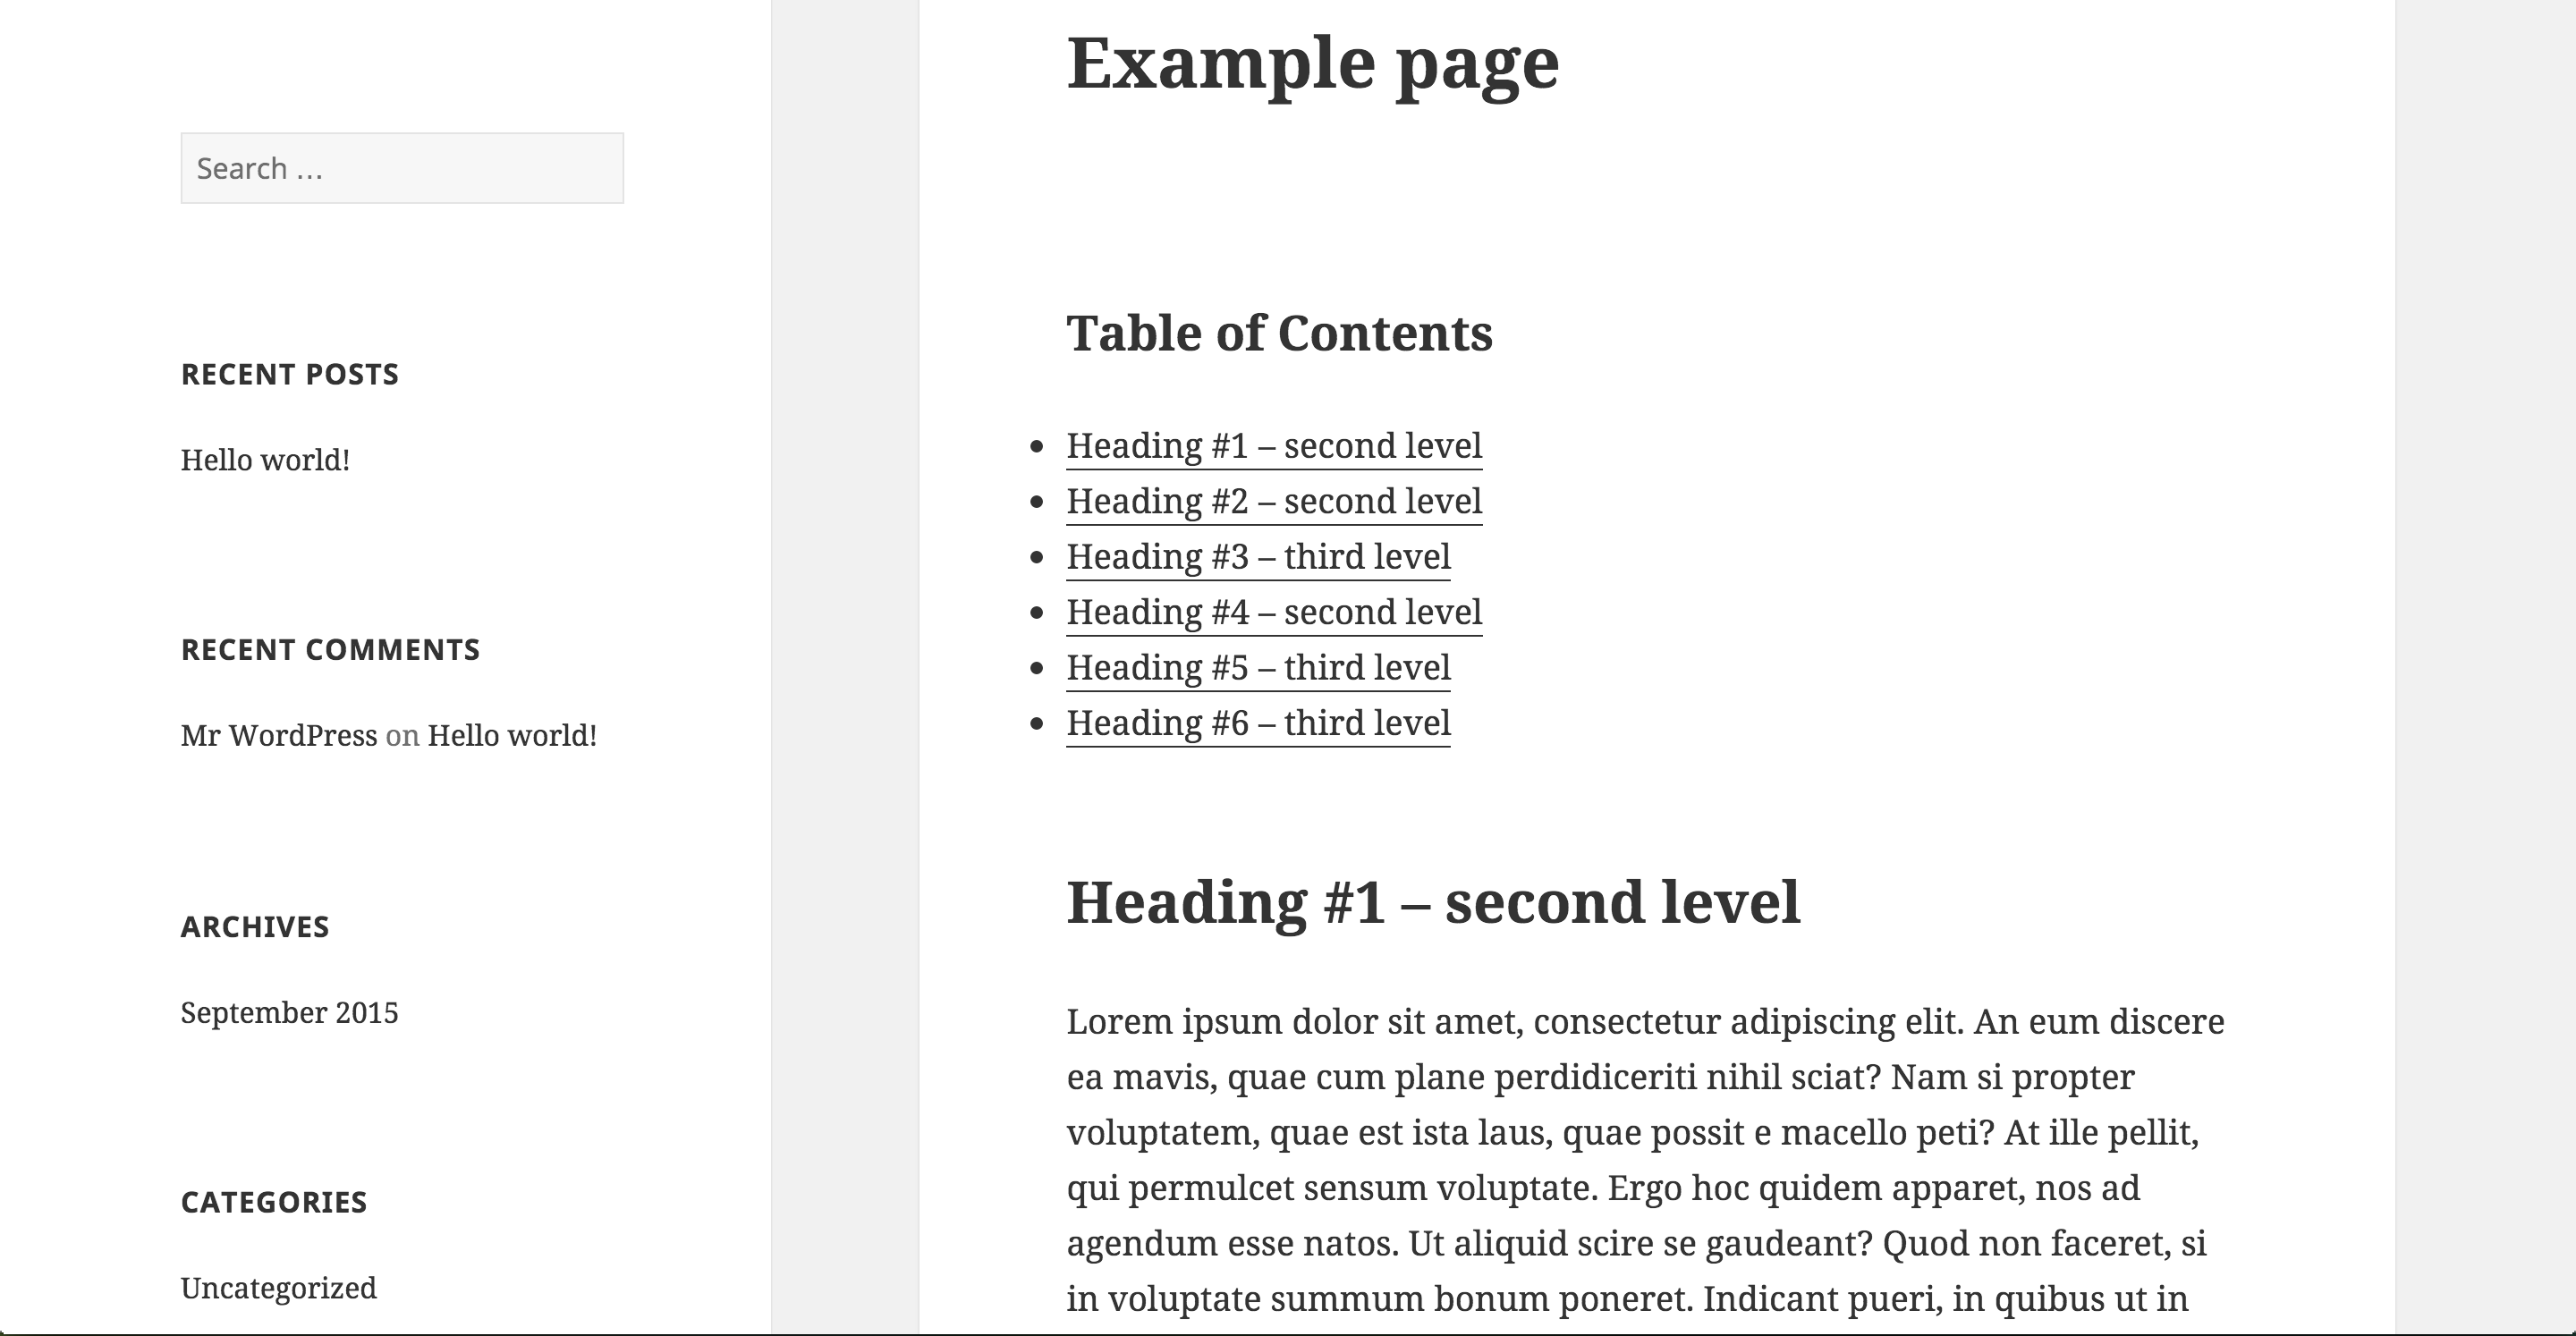 Search …
RECENT POSTS
Hello world!
RECENT COMMENTS
Mr WordPress on Hello world!
ARCHIVES
September 2015
CATEGORIES
Uncategorized
Example page
Table of Contents
Heading #1 – second level
Heading #2 – second level
Heading #3 – third level
Heading #4 – second level
Heading #5 – third level
Heading #6 – third level
Heading #1 – second level
Lorem ipsum dolor sit amet, consectetur adipiscing elit. An eum discere
ea mavis, quae cum plane perdidiceriti nihil sciat? Nam si propter
voluptatem, quae est ista laus, quae possit e macello peti? At ille pellit,
qui permulcet sensum voluptate. Ergo hoc quidem apparet, nos ad
agendum esse natos. Ut aliquid scire se gaudeant? Quod non faceret, si
in voluptate summum bonum poneret. Indicant pueri, in quibus ut in